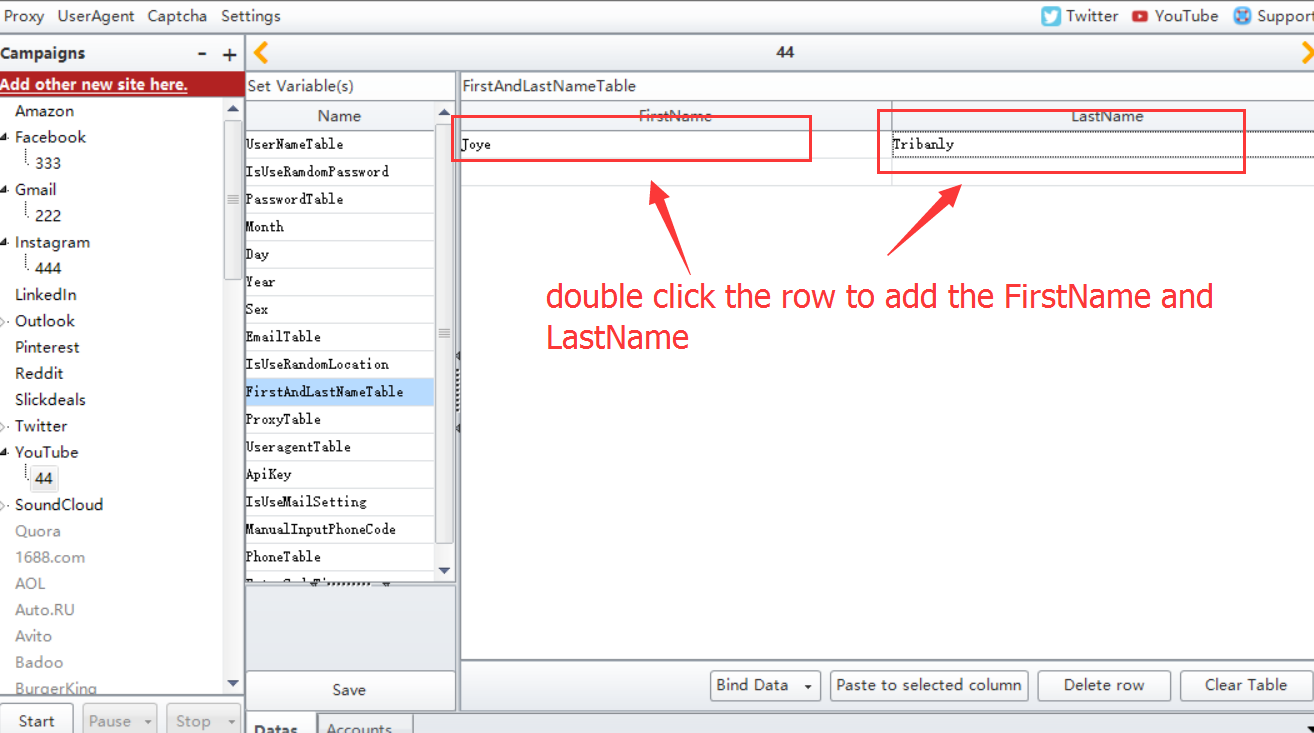 Proxy UserAgent Captcha Settings Twitter YouTube Support
Campaigns - +
44
Add other new site here.
Set Variable(s)
FirstAndLastNameTable
Amazon
Facebook
333
Gmail
222
Instagram
444
LinkedIn
Outlook
Pinterest
Reddit
Slickdeals
Twitter
YouTube
44
SoundCloud
Quora
1688.com
AOL
Auto.RU
Avito
Badoo
BurgerKing
Name
UserNameTable
IsUseRamdomPassword
PasswordTable
Month
Day
Year
Sex
EmailTable
IsUseRandomLocation
FirstAndLastNameTable
ProxyTable
UseragentTable
ApiKey
IsUseMailSetting
ManualInputPhoneCode
PhoneTable
FirstName LastName
Joye Tribanly
double click the row to add the FirstName and
LastName
Save
Bind Data Paste to selected column Delete row Clear Table
Start Pause Stop
Datas Accounts